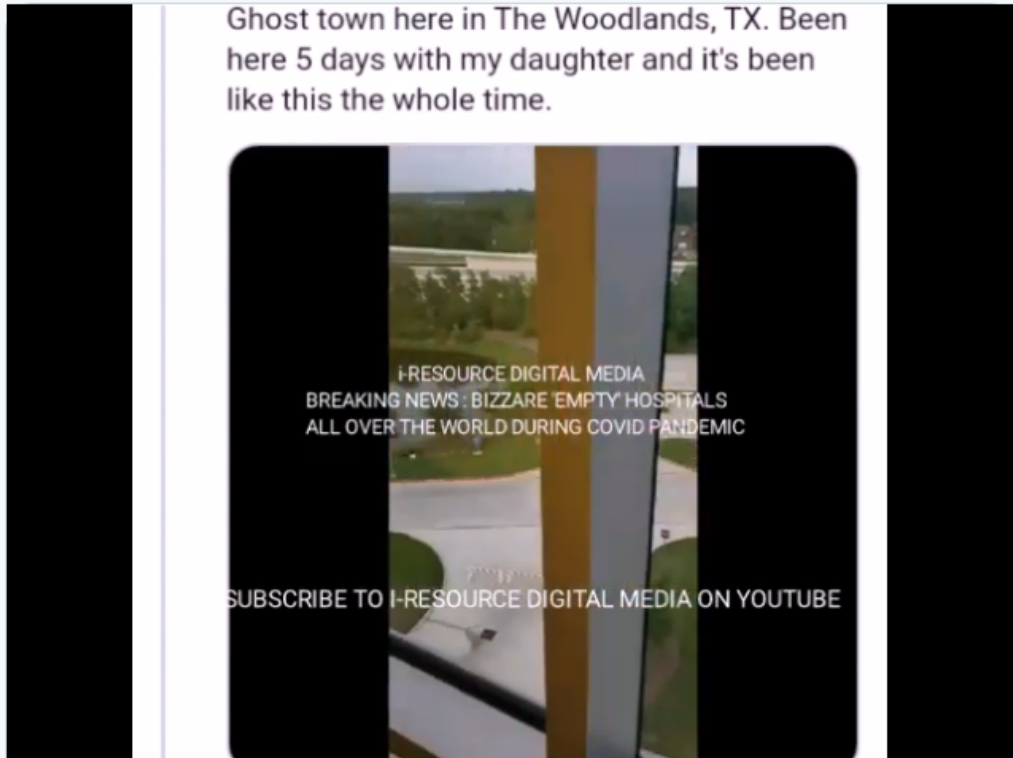 Ghost town here in The Woodlands, TX. Been
here 5 days with my daughter and it's been
like this the whole time.
i-RESOURCE DIGITAL MEDIA
BREAKING NEWS : BIZZARE 'EMPTY' HOSPITALS
ALL OVER THE WORLD DURING COVID PANDEMIC
SUBSCRIBE TO I-RESOURCE DIGITAL MEDIA ON YOUTUBE